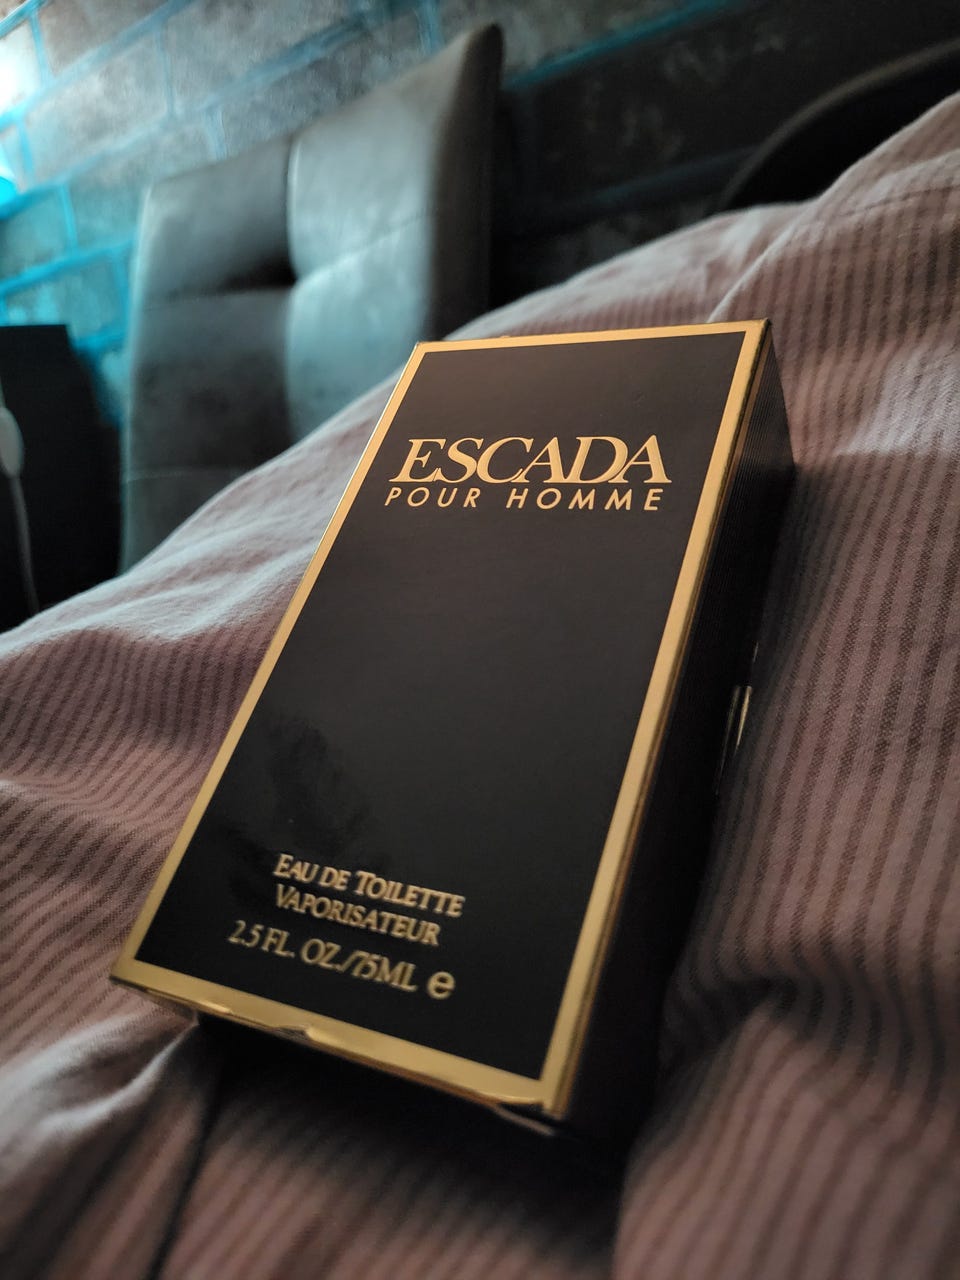 ESCADA
POUR HOMME
EAU DE TOILETTE
VAPORISATEUR
2.5 FL. OZ./75ML ℮